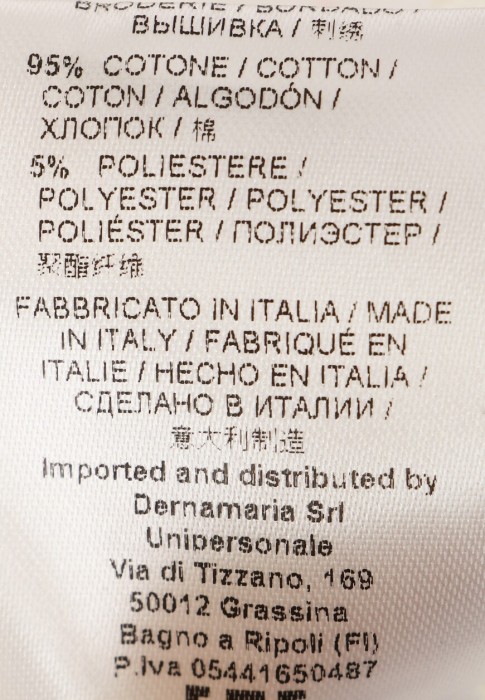 BRODERIE / BORDADO /
ВЫШИВКА / 刺绣
95% COTONE / COTTON /
COTON / ALGODÓN /
ХЛОПОК / 棉
5% POLIESTERE /
POLYESTER / POLYESTER /
POLIÉSTER / ПОЛИЭСТЕР /
聚酯纤维
FABBRICATO IN ITALIA / MADE
IN ITALY / FABRIQUÉ EN
ITALIE / HECHO EN ITALIA /
СДЕЛАНО В ИТАЛИИ /
意大利制造
Imported and distributed by
Dernamaria Srl
Unipersonale
Via di Tizzano, 169
50012 Grassina
Bagno a Ripoli (FI)
P.Iva 05441650487